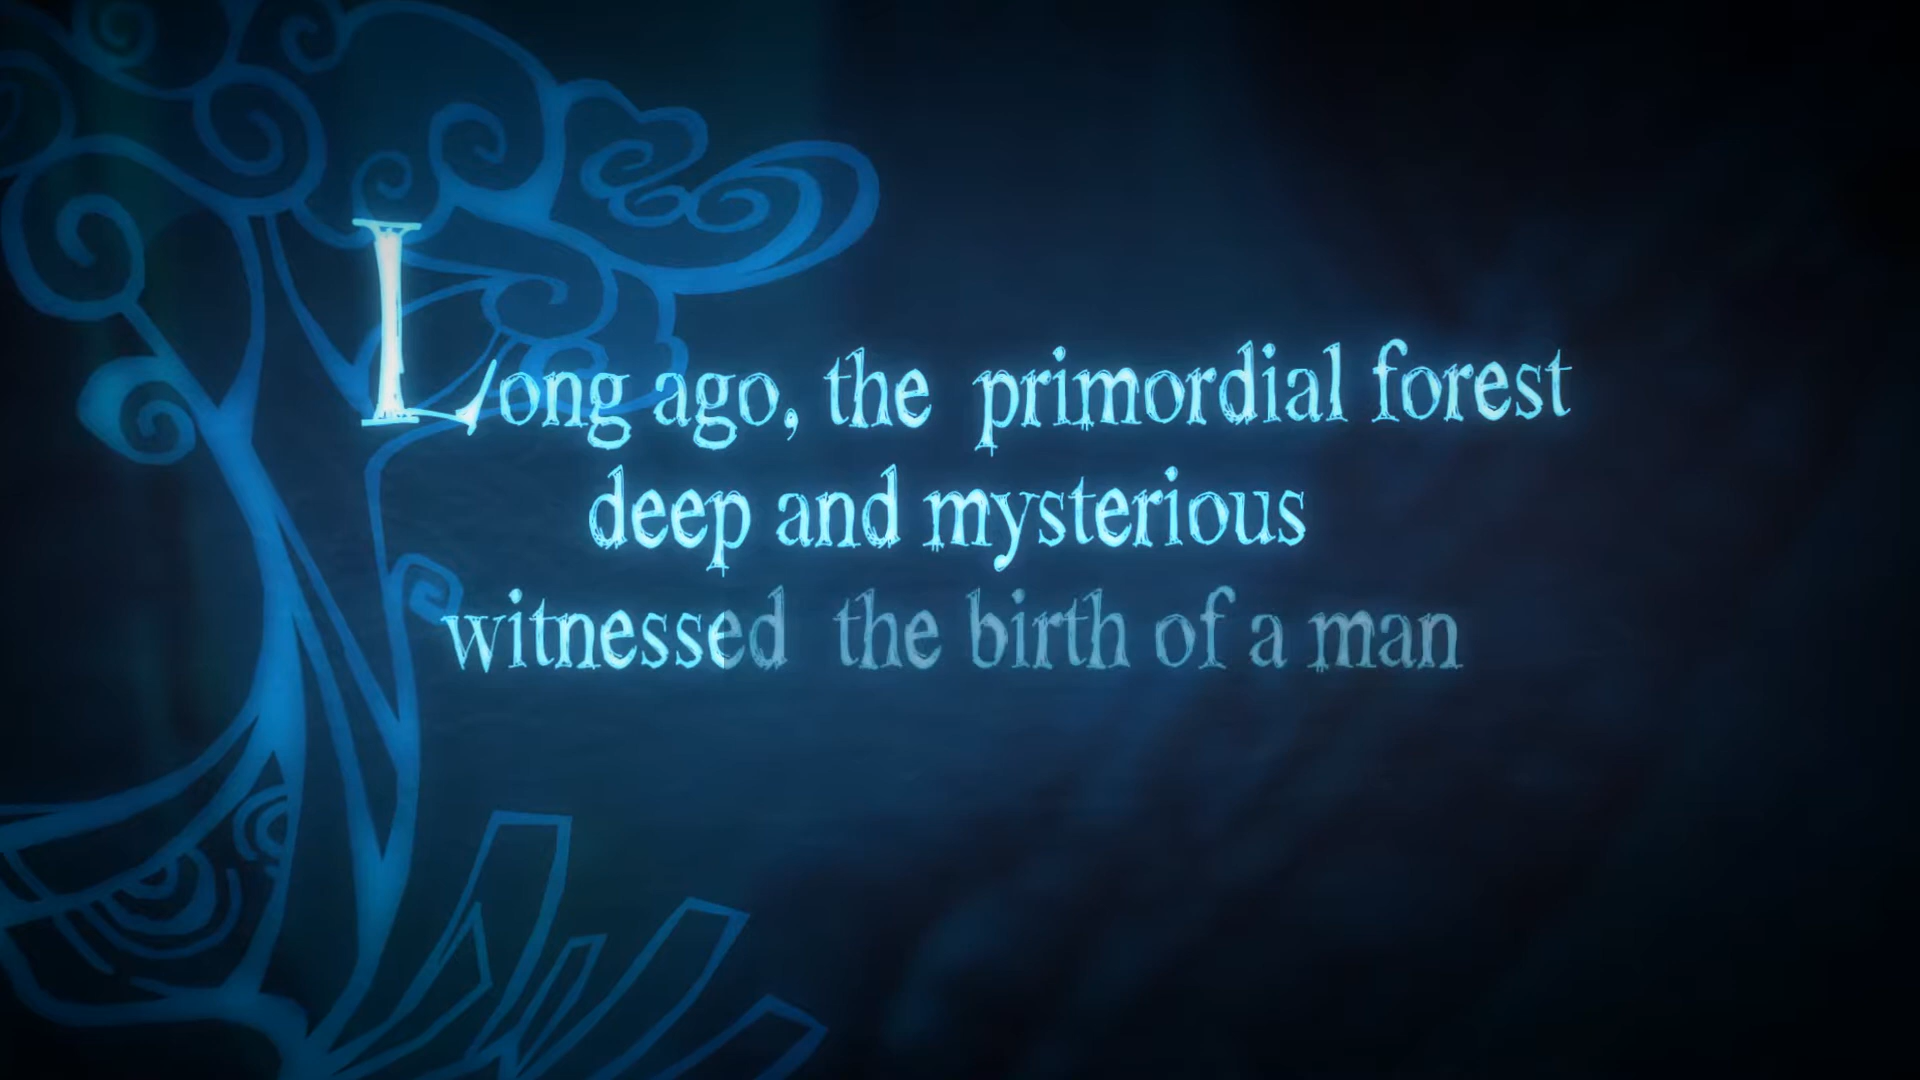 Long ago, the primordial forest
deep and mysterious
witnessed the birth of a man